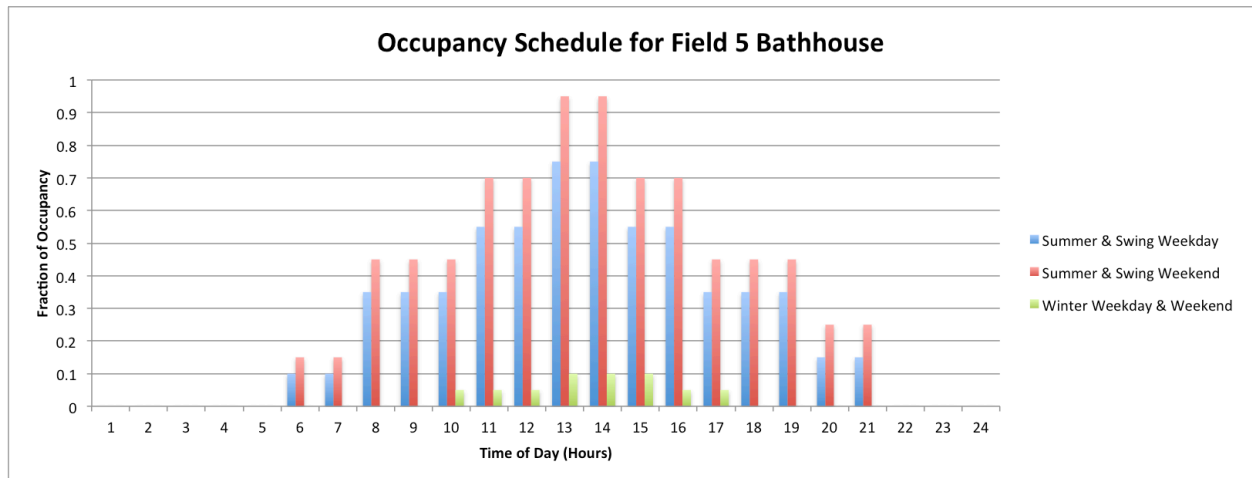 Occupancy Schedule for Field 5 Bathhouse
1
0.9
0.8
0.7
0.6
0.5
0.4
0.3
0.2
0.1
0
Fraction of Occupancy
1 2 3 4 5 6 7 8 9 10 11 12 13 14 15 16 17 18 19 20 21 22 23 24
Time of Day (Hours)
Summer & Swing Weekday
Summer & Swing Weekend
Winter Weekday & Weekend